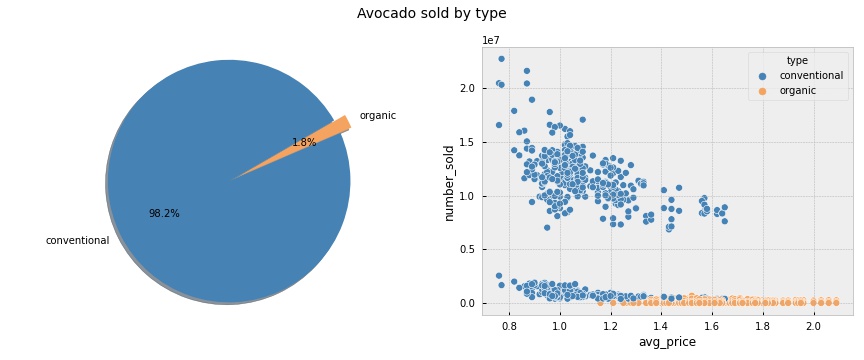 Avocado sold by type
organic
1.8%
98.2%
conventional
1e7
number_sold
2.0
1.5
1.0
0.5
0.0
type
conventional
organic
0.8
1.0
1.2
1.4
1.6
1.8
2.0
avg_price